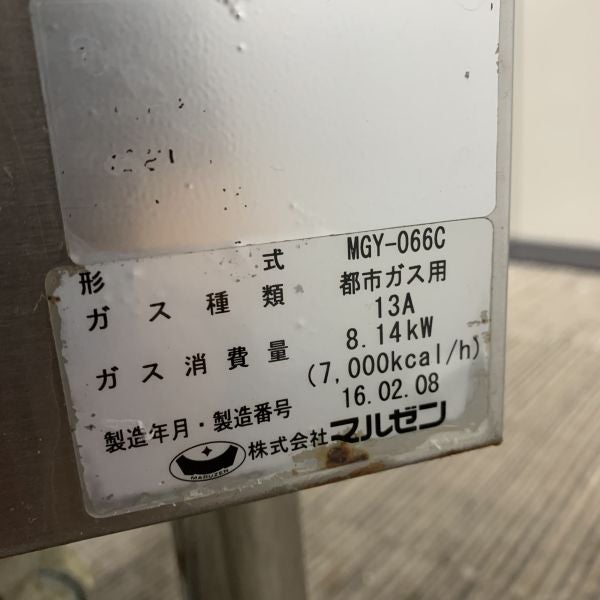 形式 MGY-066C
ガス種類 都市ガス用
13A
ガス消費量 8.14kW
(7,000kcal/h)
製造年月・製造番号 16.02.08
MARUZEN 株式会社マルゼン